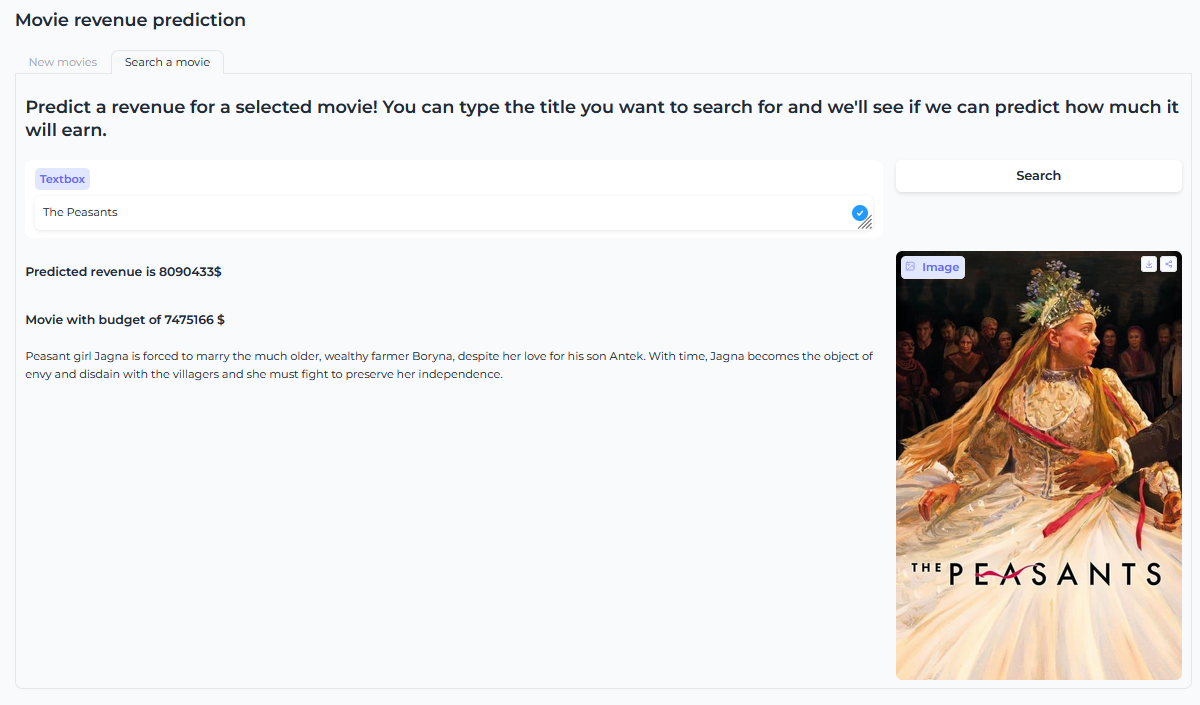 Movie revenue prediction
New movies
Search a movie
Predict a revenue for a selected movie! You can type the title you want to search for and we'll see if we can predict how much it
will earn.
Textbox
The Peasants
Search
Predicted revenue is 8090433$
Movie with budget of 7475166 $
Peasant girl Jagna is forced to marry the much older, wealthy farmer Boryna, despite her love for his son Antek. With time, Jagna becomes the object of
envy and disdain with the villagers and she must fight to preserve her independence.
Image
THE PEASANTS